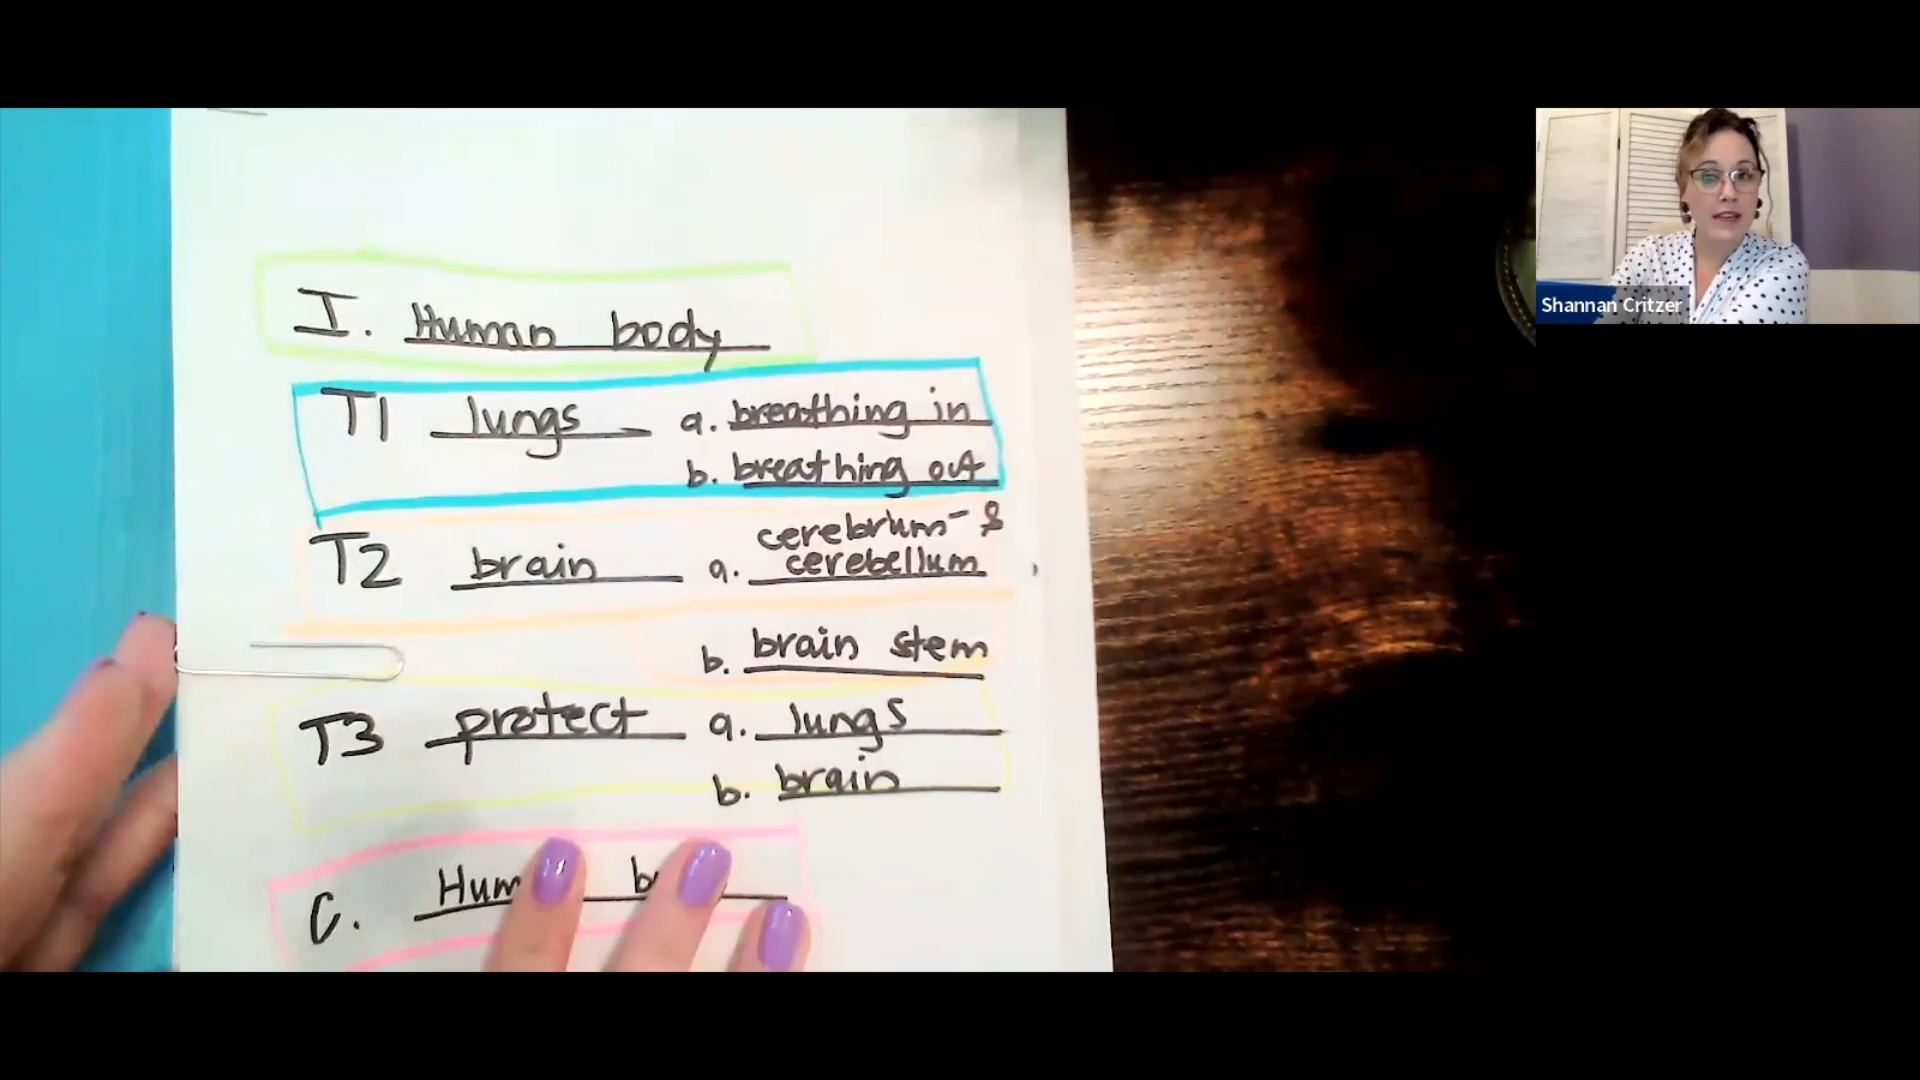 I. Human body
T1 lungs a. breathing in
b. breathing out
cerebrum &
T2 brain a. cerebellum
b. brain stem
T3 protect a. lungs
b. brain
C.
Shannan Critzer